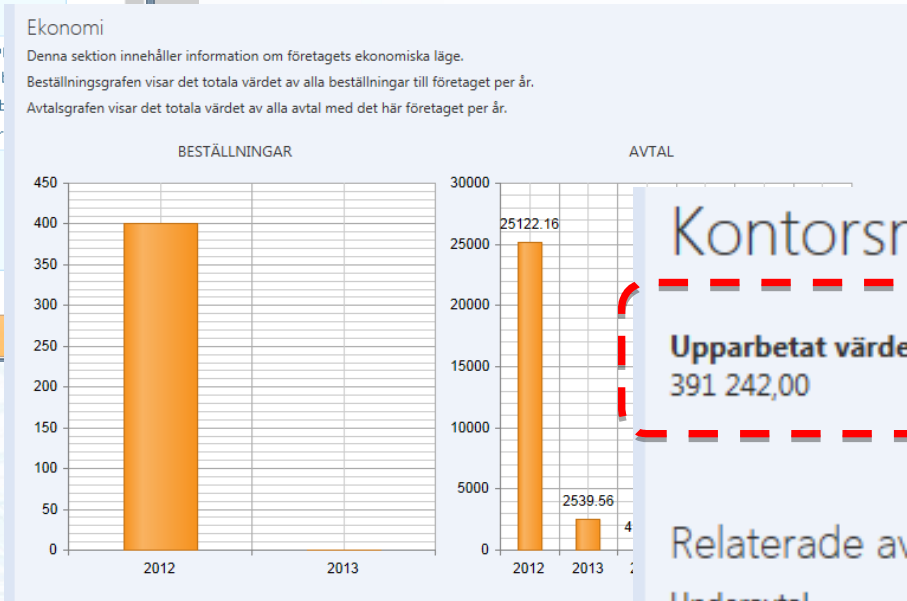 Ekonomi
Denna sektion innehåller information om företagets ekonomiska läge.
Beställningsgrafen visar det totala värdet av alla beställningar till företaget per år.
Avtalsgrafen visar det totala värdet av alla avtal med det här företaget per år.
BESTÄLLNINGAR
450
400
350
300
250
200
150
100
50
0
2012 2013
AVTAL
30000
25000
20000
15000
10000
5000
0
25122.16
2539.56
4
2012 2013
Upparbetat värde
391 242,00
Relaterade